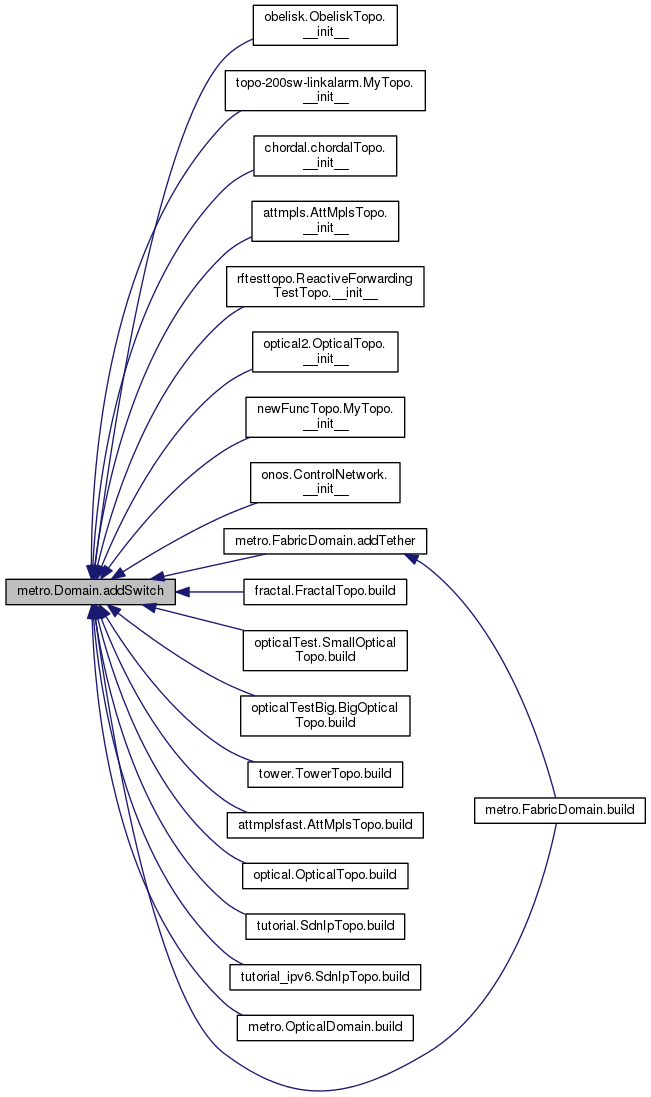 obelisk.ObeliskTopo.
__init__
topo-200sw-linkalarm.MyTopo.
__init__
chordal.chordalTopo.
__init__
attmpls.AttMplsTopo.
__init__
rftesttopo.ReactiveForwarding
TestTopo.__init__
optical2.OpticalTopo.
__init__
newFuncTopo.MyTopo.
__init__
onos.ControlNetwork.
__init__
metro.FabricDomain.addTether
metro.Domain.addSwitch
fractal.FractalTopo.build
opticalTest.SmallOptical
Topo.build
opticalTestBig.BigOptical
Topo.build
tower.TowerTopo.build
metro.FabricDomain.build
attmplsfast.AttMplsTopo.build
optical.OpticalTopo.build
tutorial.SdnIpTopo.build
tutorial_ipv6.SdnIpTopo.build
metro.OpticalDomain.build